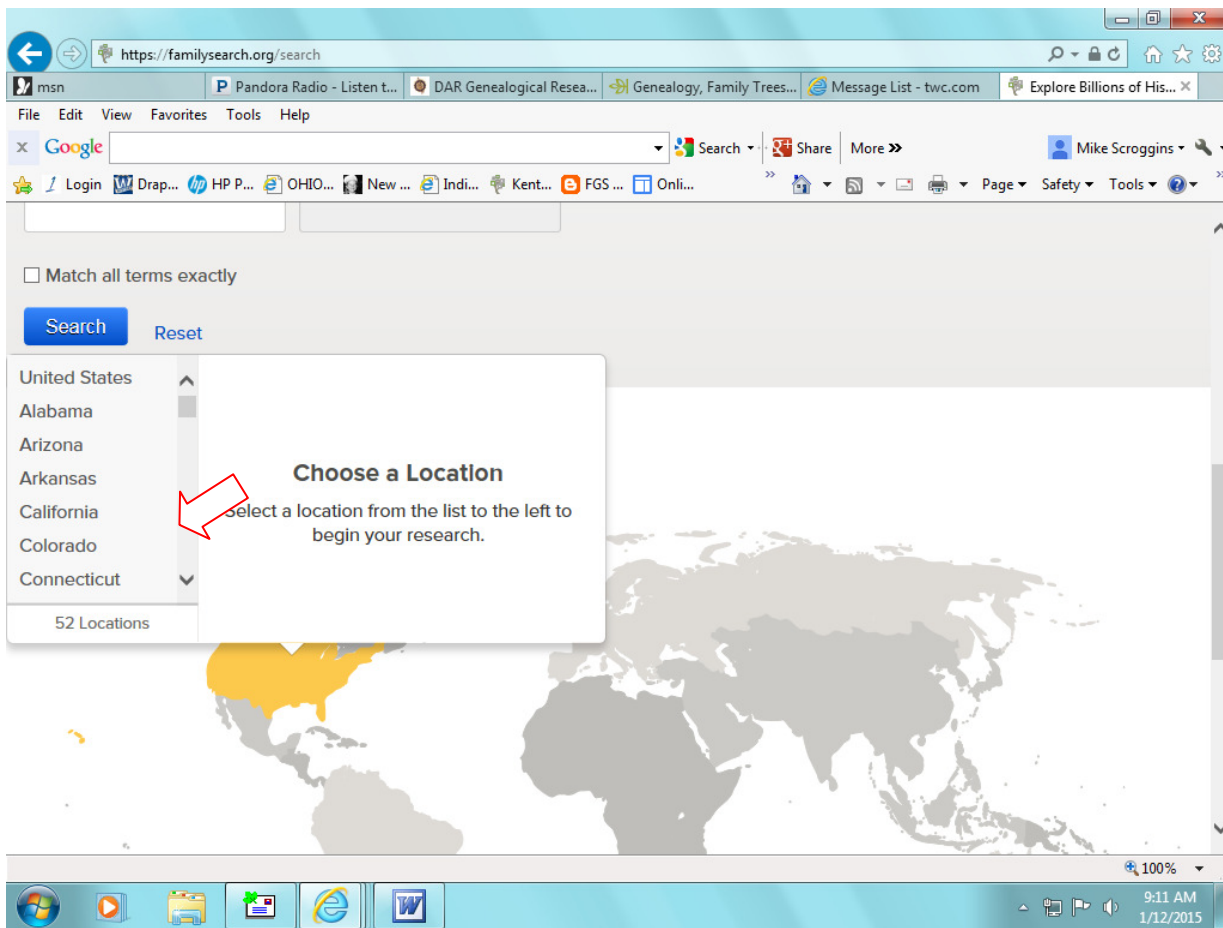 https://familysearch.org/search
msn
Pandora Radio - Listen t...
DAR Genealogical Resea...
Genealogy, Family Trees...
Message List - twc.com
Explore Billions of His...
File Edit View Favorites Tools Help
x Google
Search
Share
More »
Mike Scroggins
Login
Drap...
HP P...
OHIO...
New ...
Indi...
Kent...
FGS ...
Onli...
»
Page
Safety
Tools
Match all terms exactly
Search
Reset
United States
Alabama
Arizona
Arkansas
California
Colorado
Connecticut
52 Locations
Choose a Location
Select a location from the list to the left to
begin your research.
100%
9:11 AM
1/12/2015